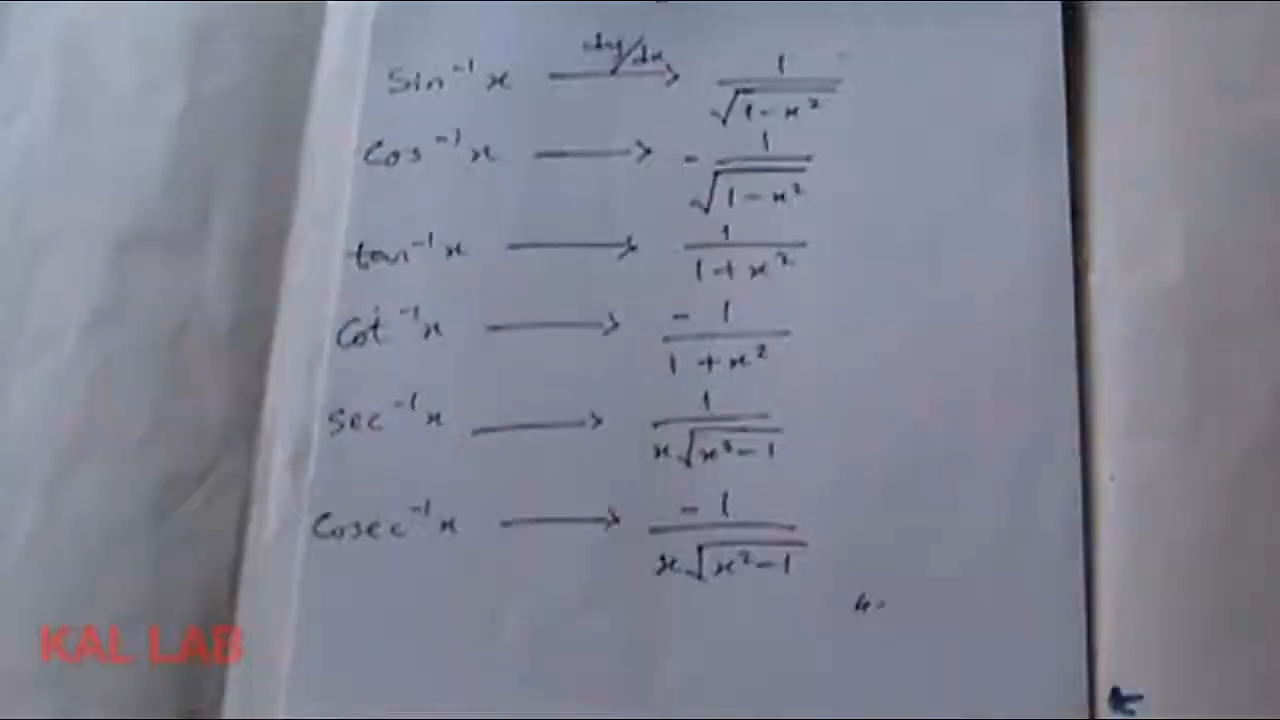 Sin⁻¹x —dy/dx→ 1/√(1-x²)
Cos⁻¹x → -1/√(1-x²)
tan⁻¹x → 1/(1+x²)
Cot⁻¹x → -1/(1+x²)
Sec⁻¹x → 1/(x√(x²-1))
Cosec⁻¹x → -1/(x√(x²-1))
KAL LAB